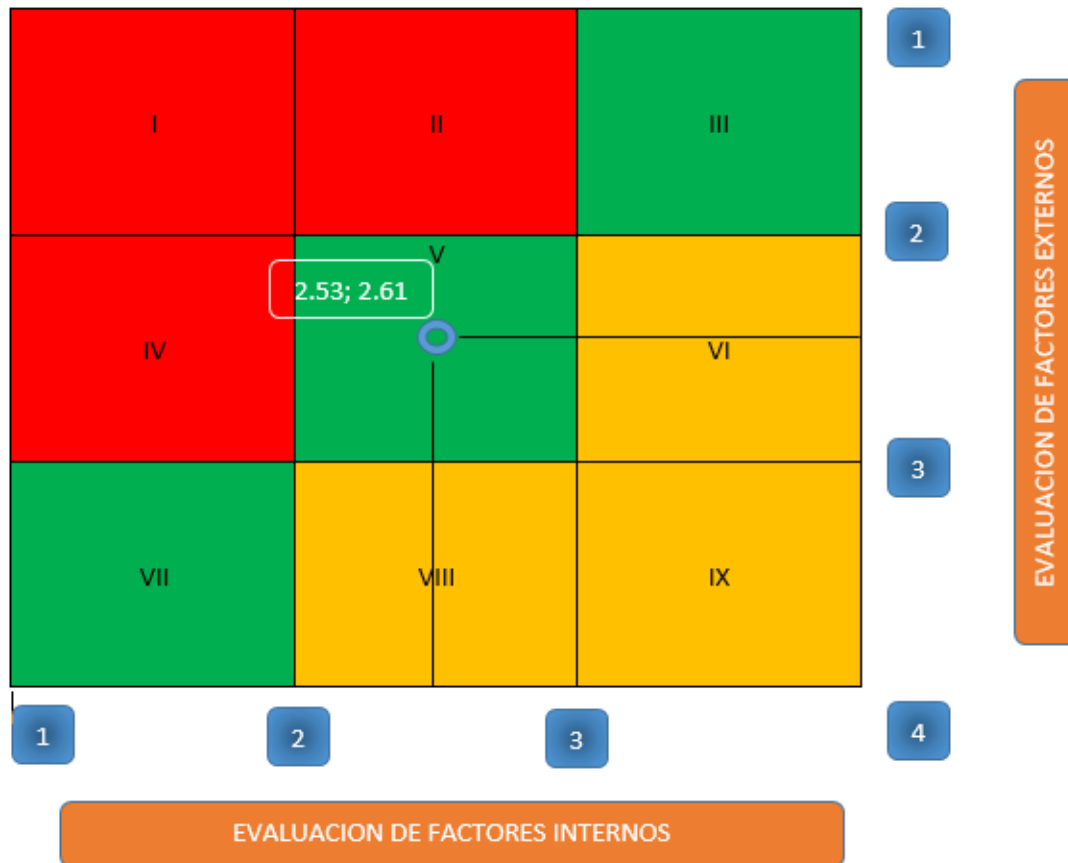 I
II
III
1
2
V
2.53; 2.61
IV
VI
3
VII
VIII
IX
1
2
3
4
EVALUACION DE FACTORES EXTERNOS
EVALUACION DE FACTORES INTERNOS